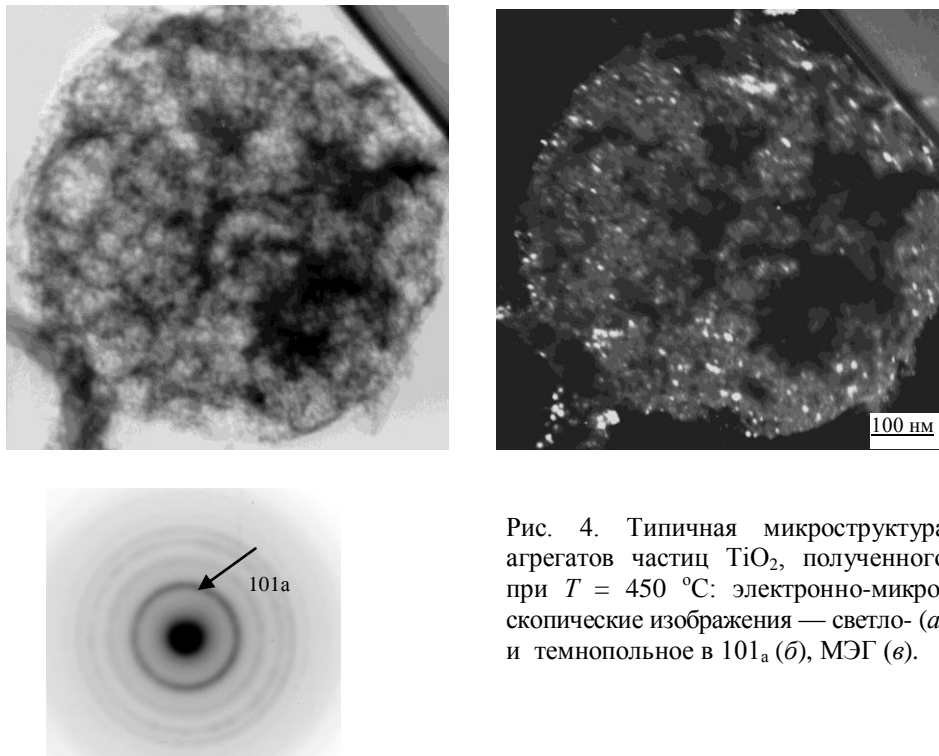 100 нм
101a
Рис. 4. Типичная микроструктура
агрегатов частиц TiO₂, полученного
при T = 450 °C: электронно-микро-
скопические изображения — светло- (а
и темнопольное в 101ₐ (б), МЭГ (в).